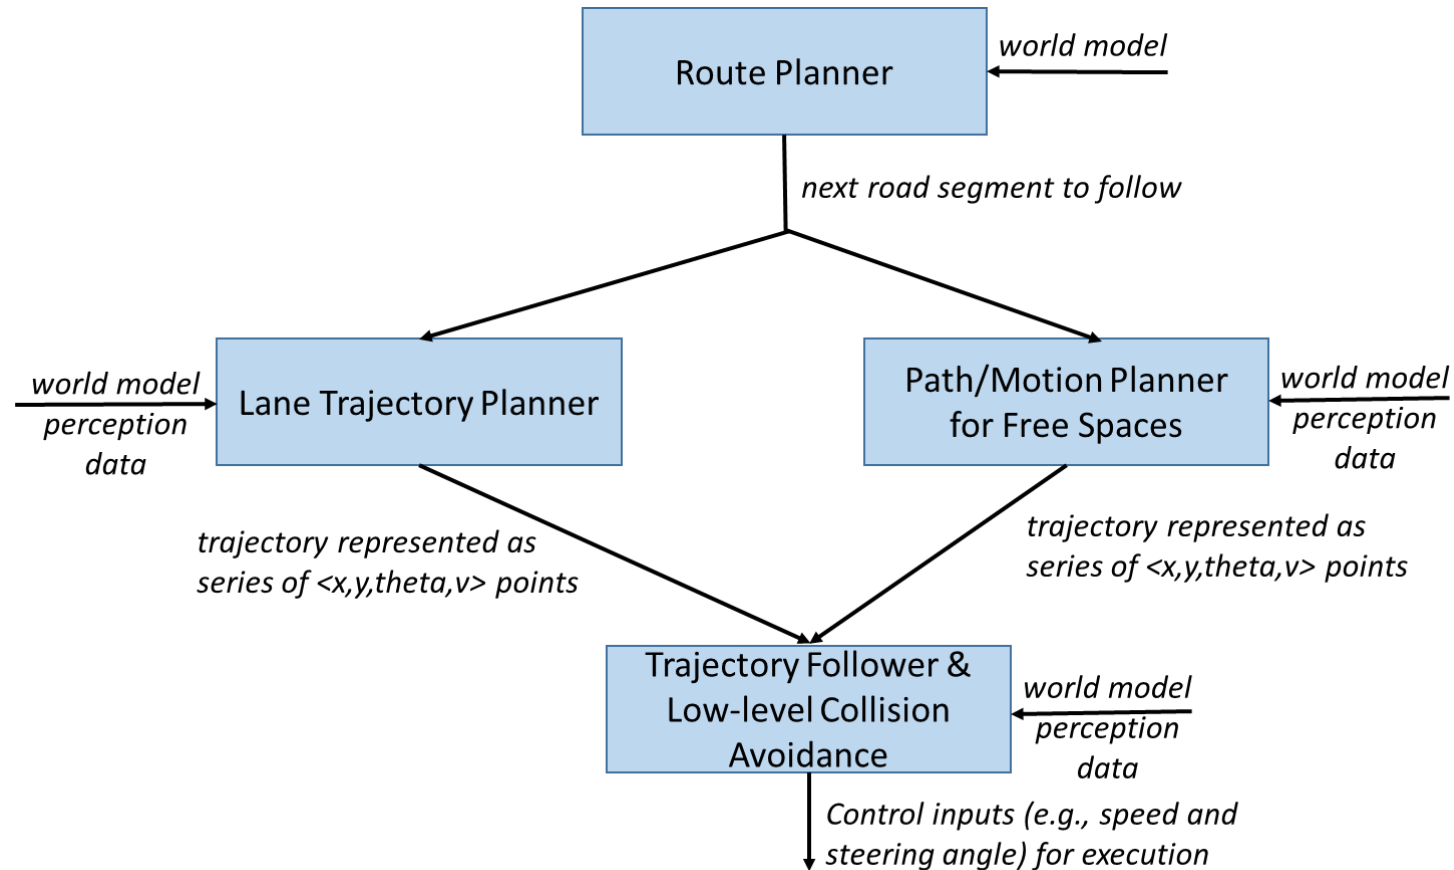 Route Planner
world model
next road segment to follow
Lane Trajectory Planner
world model
perception
data
Path/Motion Planner
for Free Spaces
world model
perception
data
trajectory represented as
series of <x,y,theta,v> points
trajectory represented as
series of <x,y,theta,v> points
Trajectory Follower &
Low-level Collision
Avoidance
world model
perception
data
Control inputs (e.g., speed and
steering angle) for execution